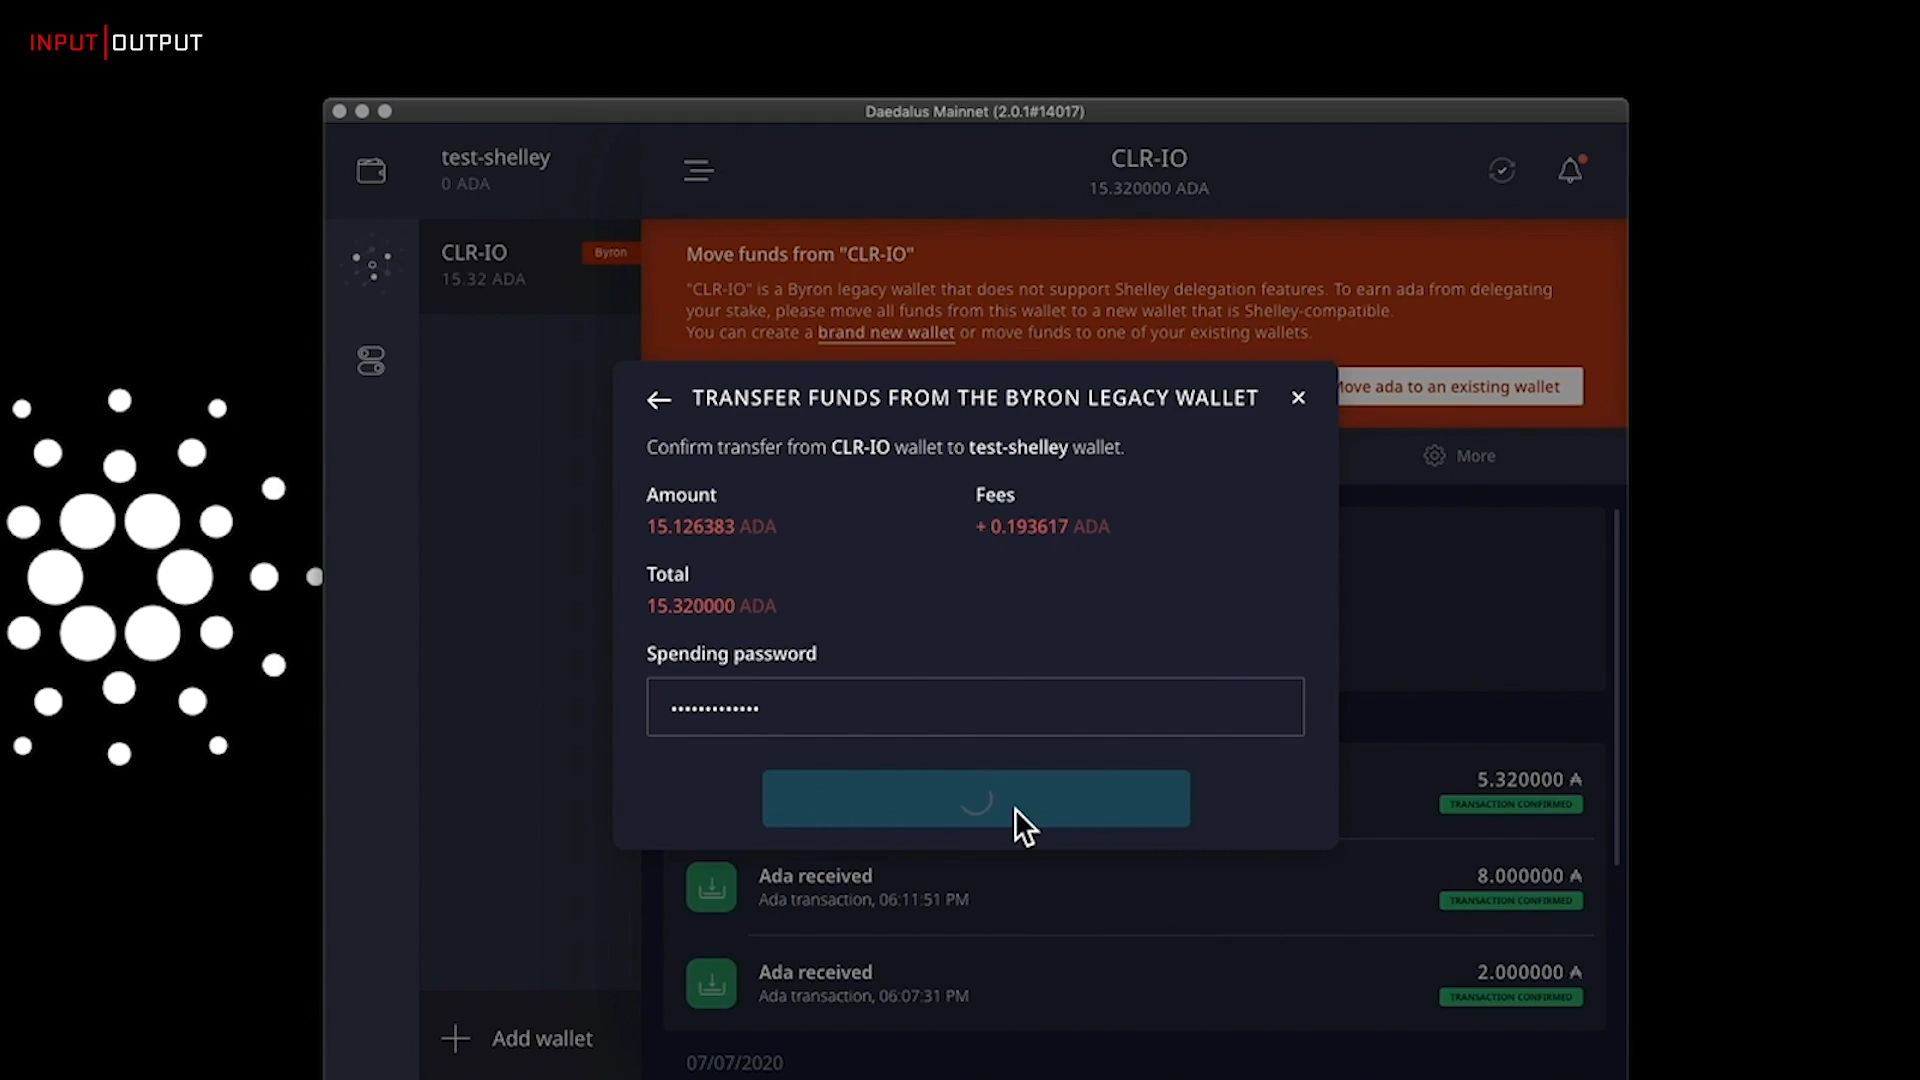 INPUT|OUTPUT
Daedalus Mainnet (2.0.1#14017)
test-shelley
0 ADA
CLR-IO
15.320000 ADA
CLR-IO
15.32 ADA
Byron
Move funds from "CLR-IO"
"CLR-IO" is a Byron legacy wallet that does not support Shelley delegation features. To earn ada from delegating
your stake, please move all funds from this wallet to a new wallet that is Shelley-compatible.
You can create a brand new wallet or move funds to one of your existing wallets.
Move ada to an existing wallet
More
TRANSFER FUNDS FROM THE BYRON LEGACY WALLET
Confirm transfer from CLR-IO wallet to test-shelley wallet.
Amount
15.126383 ADA
Fees
+ 0.193617 ADA
Total
15.320000 ADA
Spending password
5.320000 ₳
TRANSACTION CONFIRMED
Ada received
Ada transaction, 06:11:51 PM
8.000000 ₳
TRANSACTION CONFIRMED
Ada received
Ada transaction, 06:07:31 PM
2.000000 ₳
TRANSACTION CONFIRMED
07/07/2020
Add wallet